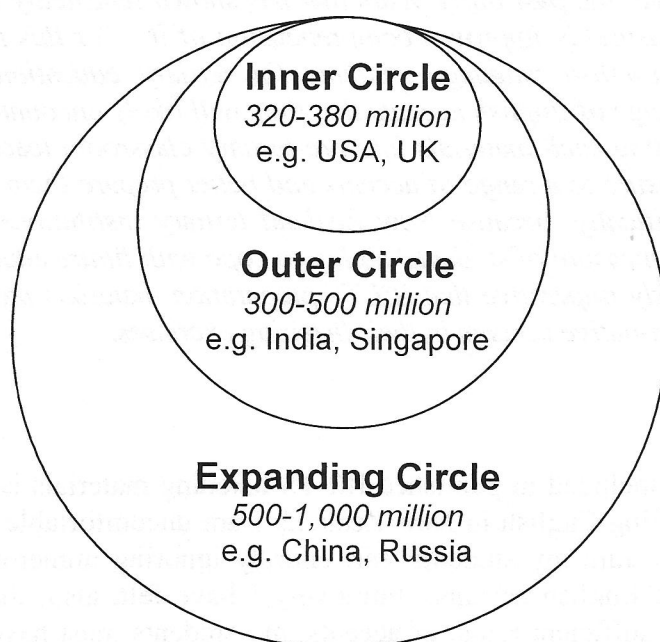 Inner Circle
320-380 million
e.g. USA, UK
Outer Circle
300-500 million
e.g. India, Singapore
Expanding Circle
500-1,000 million
e.g. China, Russia